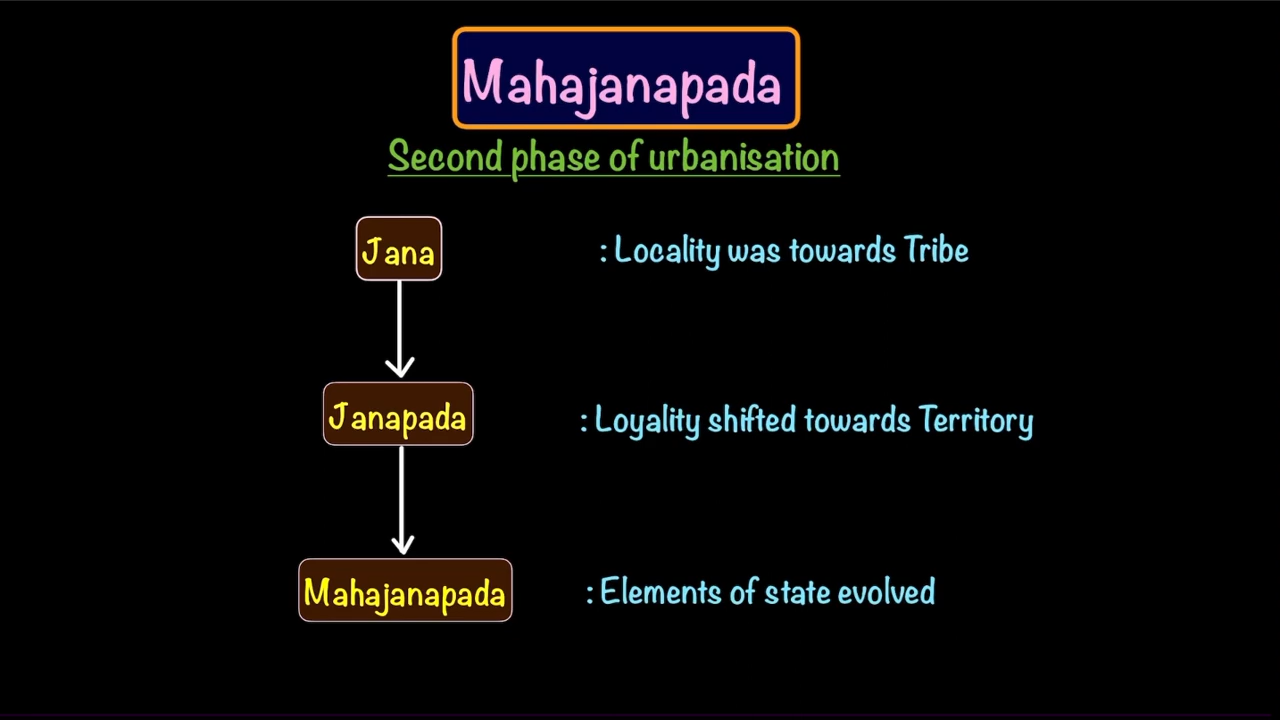 Mahajanapada
Second phase of urbanisation
Jana
: Locality was towards Tribe
Janapada
: Loyality shifted towards Territory
Mahajanapada
: Elements of state evolved